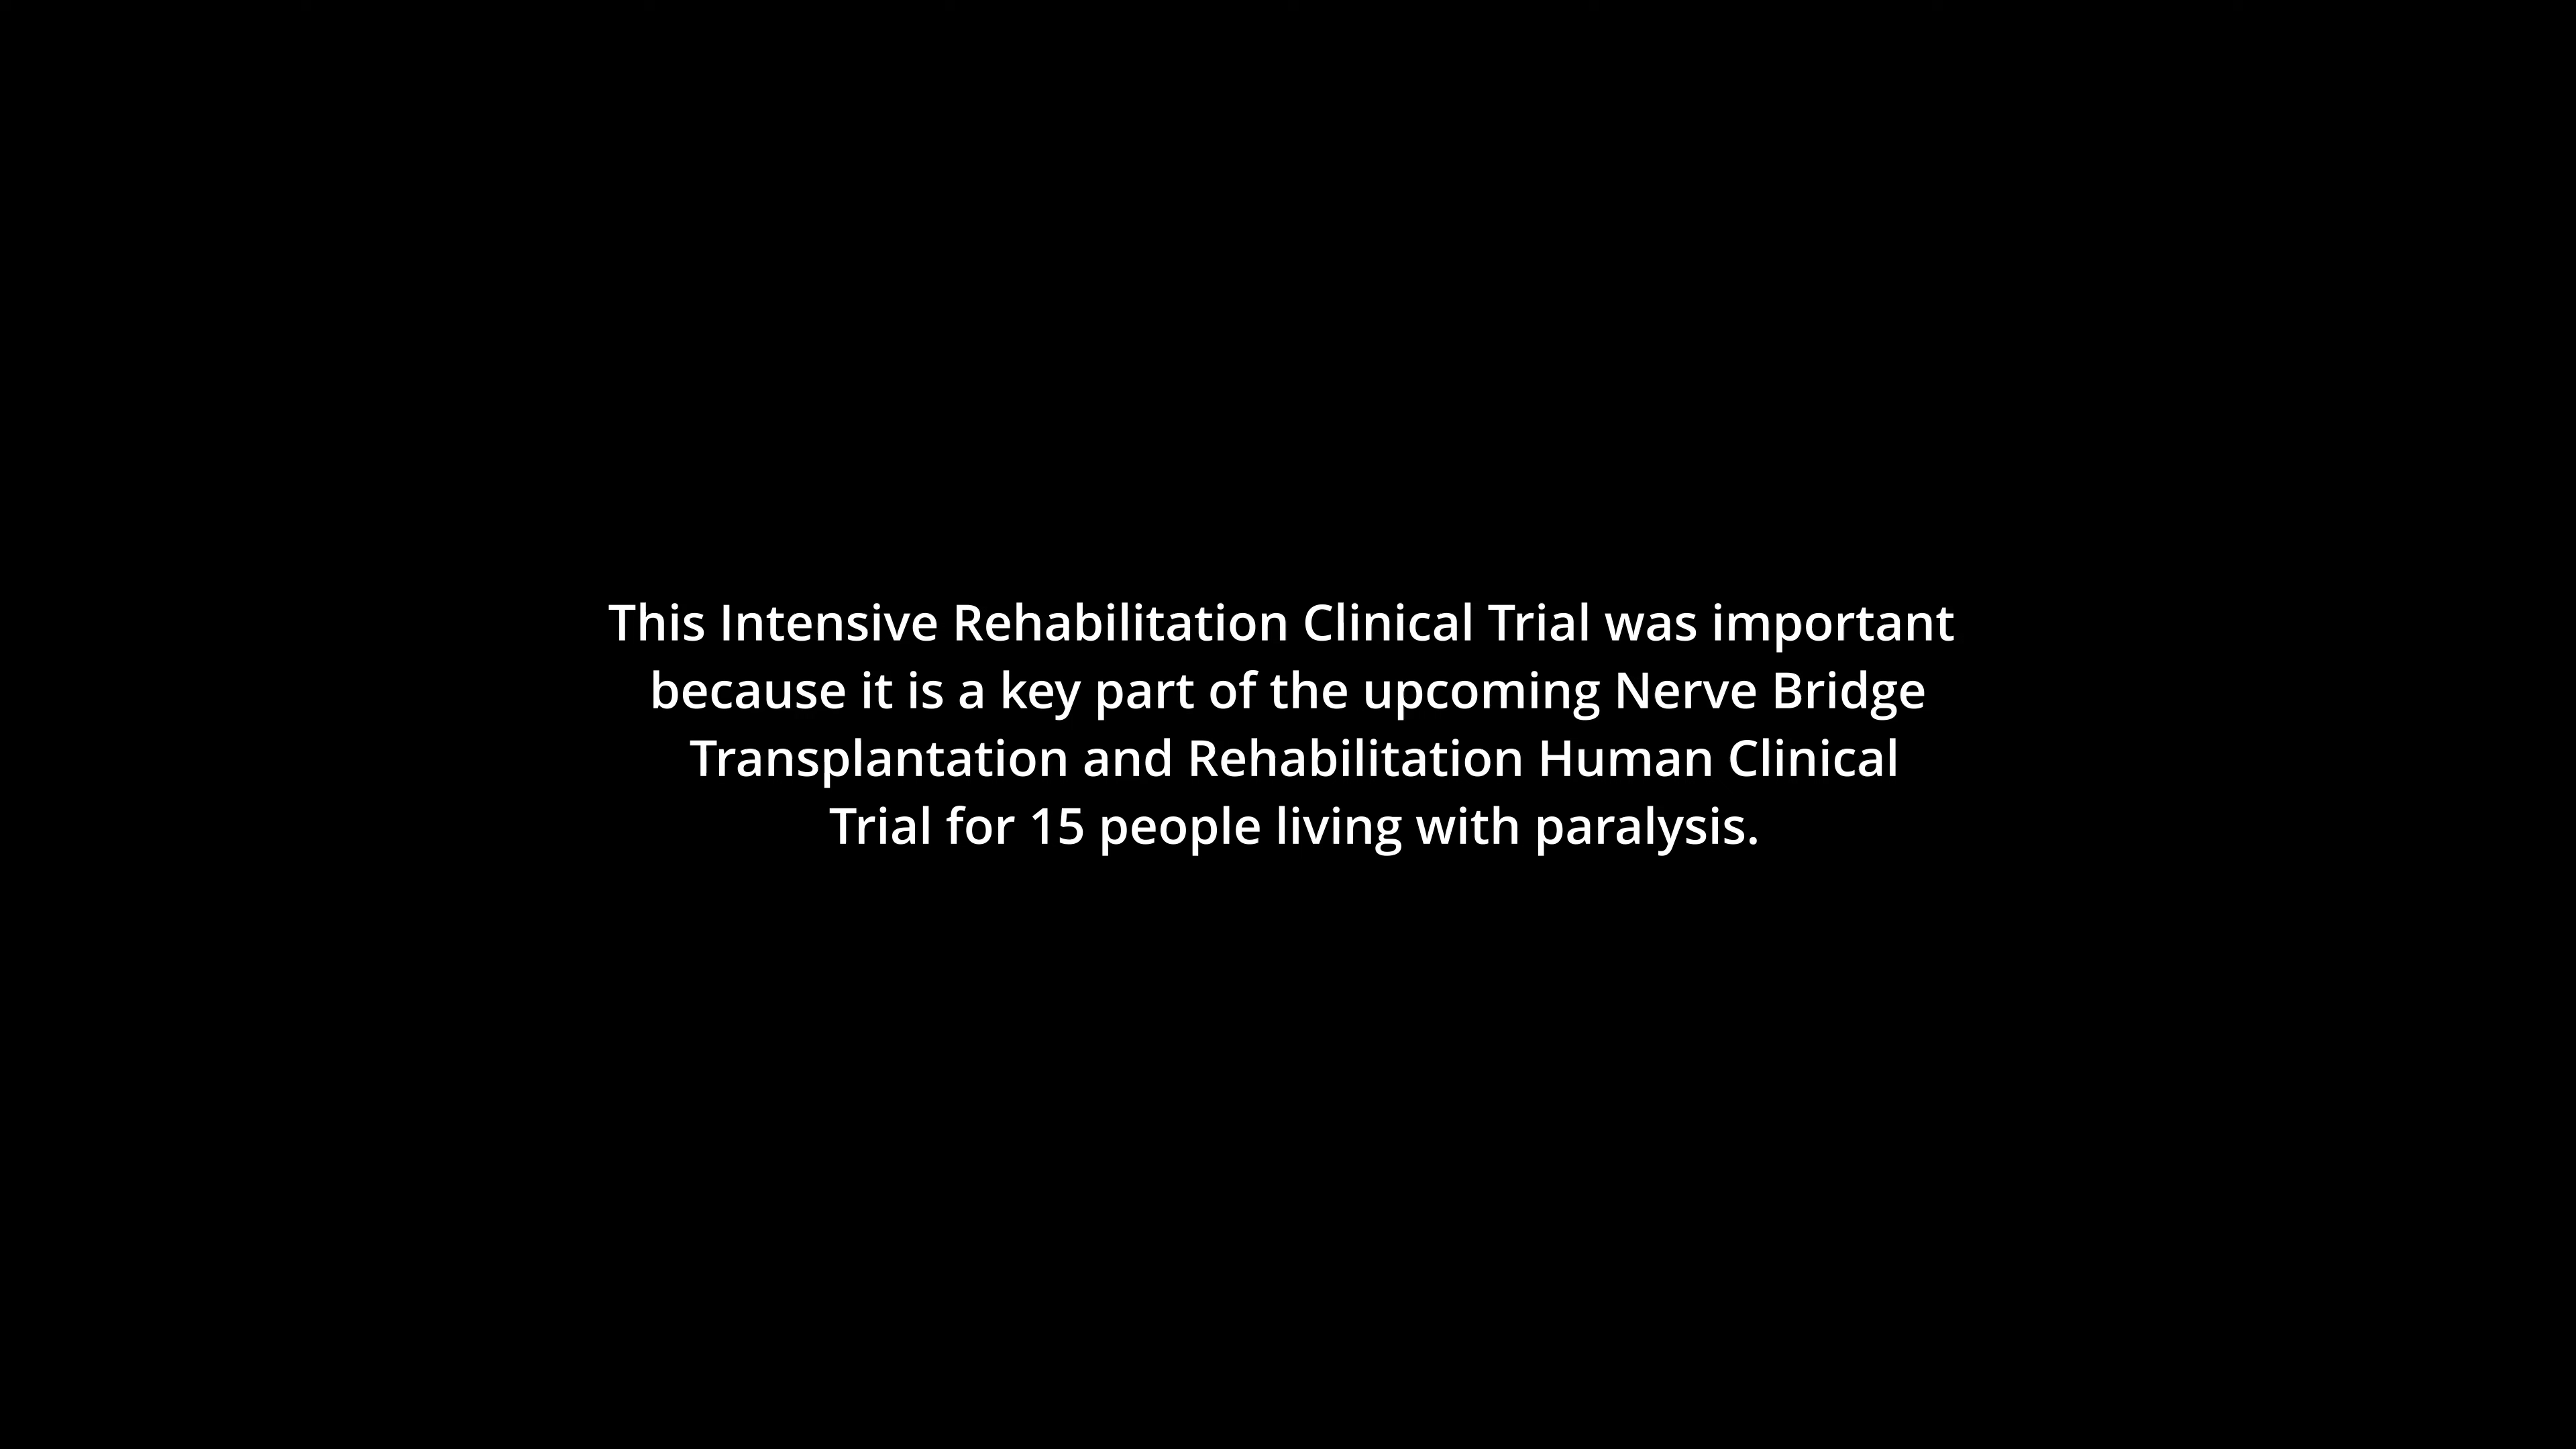 This Intensive Rehabilitation Clinical Trial was important
because it is a key part of the upcoming Nerve Bridge
Transplantation and Rehabilitation Human Clinical
Trial for 15 people living with paralysis.